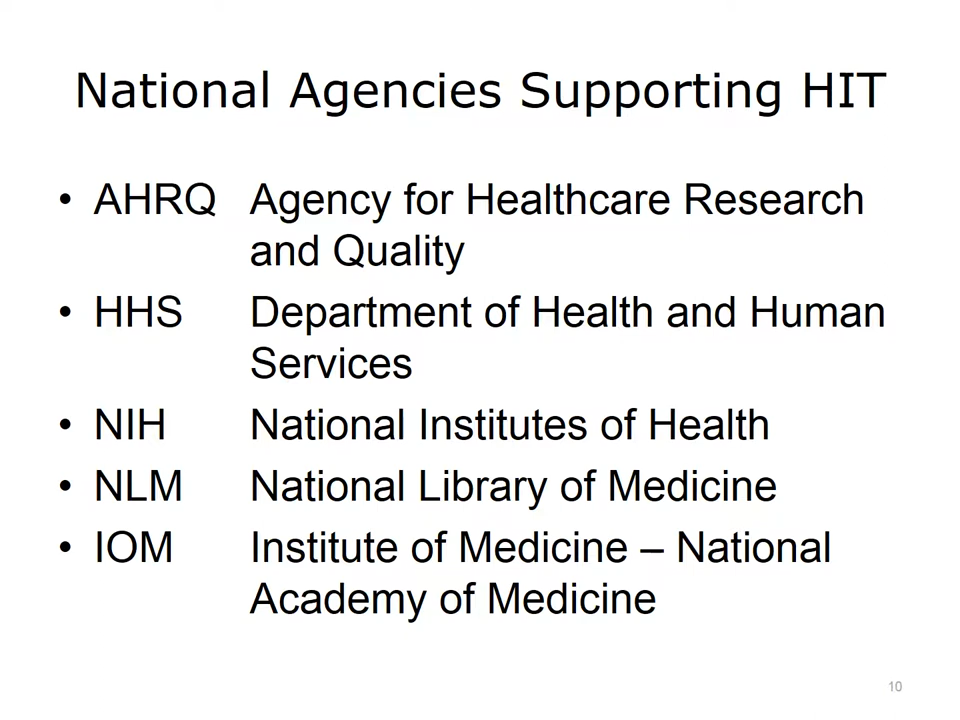 National Agencies Supporting HIT
• AHRQ Agency for Healthcare Research
and Quality
• HHS Department of Health and Human
Services
• NIH National Institutes of Health
• NLM National Library of Medicine
• IOM Institute of Medicine – National
Academy of Medicine
10